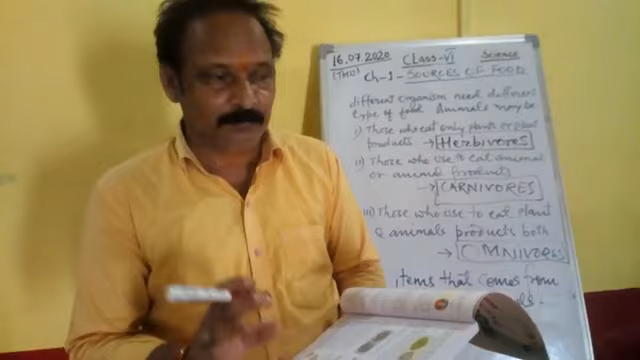 16.07.2020 CLASS-VI SCIENCE
(THU) Ch-1- SOURCES OF FOOD
different organism need different
type of food. Animals may be
i) Those who eat only plants or plant
products → HERBIVORES
ii) Those who use to eat animal
or animal products
→ CARNIVORES
iii) Those who use to eat plant
& animals products both
→ OMNIVORES
items that comes from